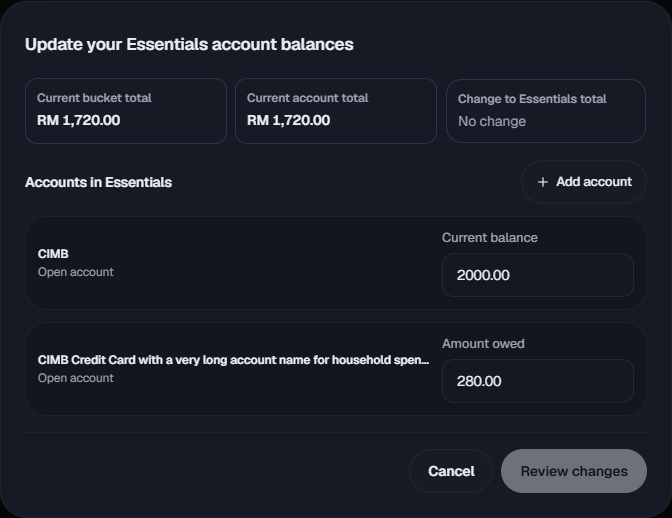 Update your Essentials account balances
Current bucket total
RM 1,720.00
Current account total
RM 1,720.00
Change to Essentials total
No change
Accounts in Essentials
+ Add account
CIMB
Open account
Current balance
2000.00
CIMB Credit Card with a very long account name for household spen...
Open account
Amount owed
280.00
Cancel
Review changes